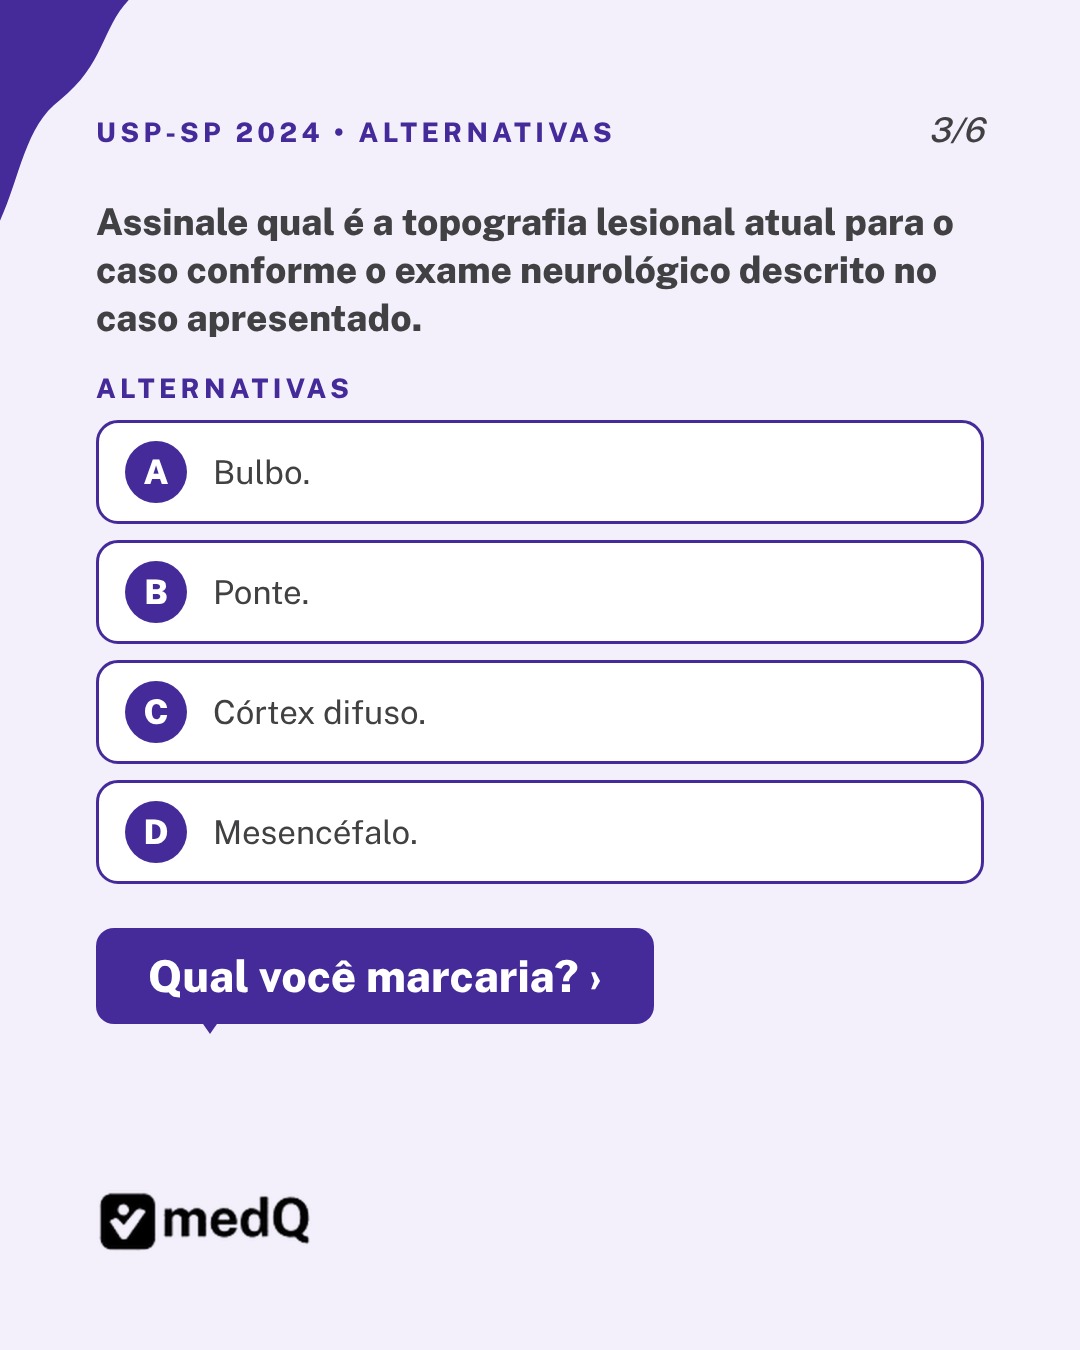 USP-SP 2024 • ALTERNATIVAS
3/6
Assinale qual é a topografia lesional atual para o
caso conforme o exame neurológico descrito no
caso apresentado.
ALTERNATIVAS
A Bulbo.
B Ponte.
C Córtex difuso.
D Mesencéfalo.
Qual você marcaria? ›
medQ